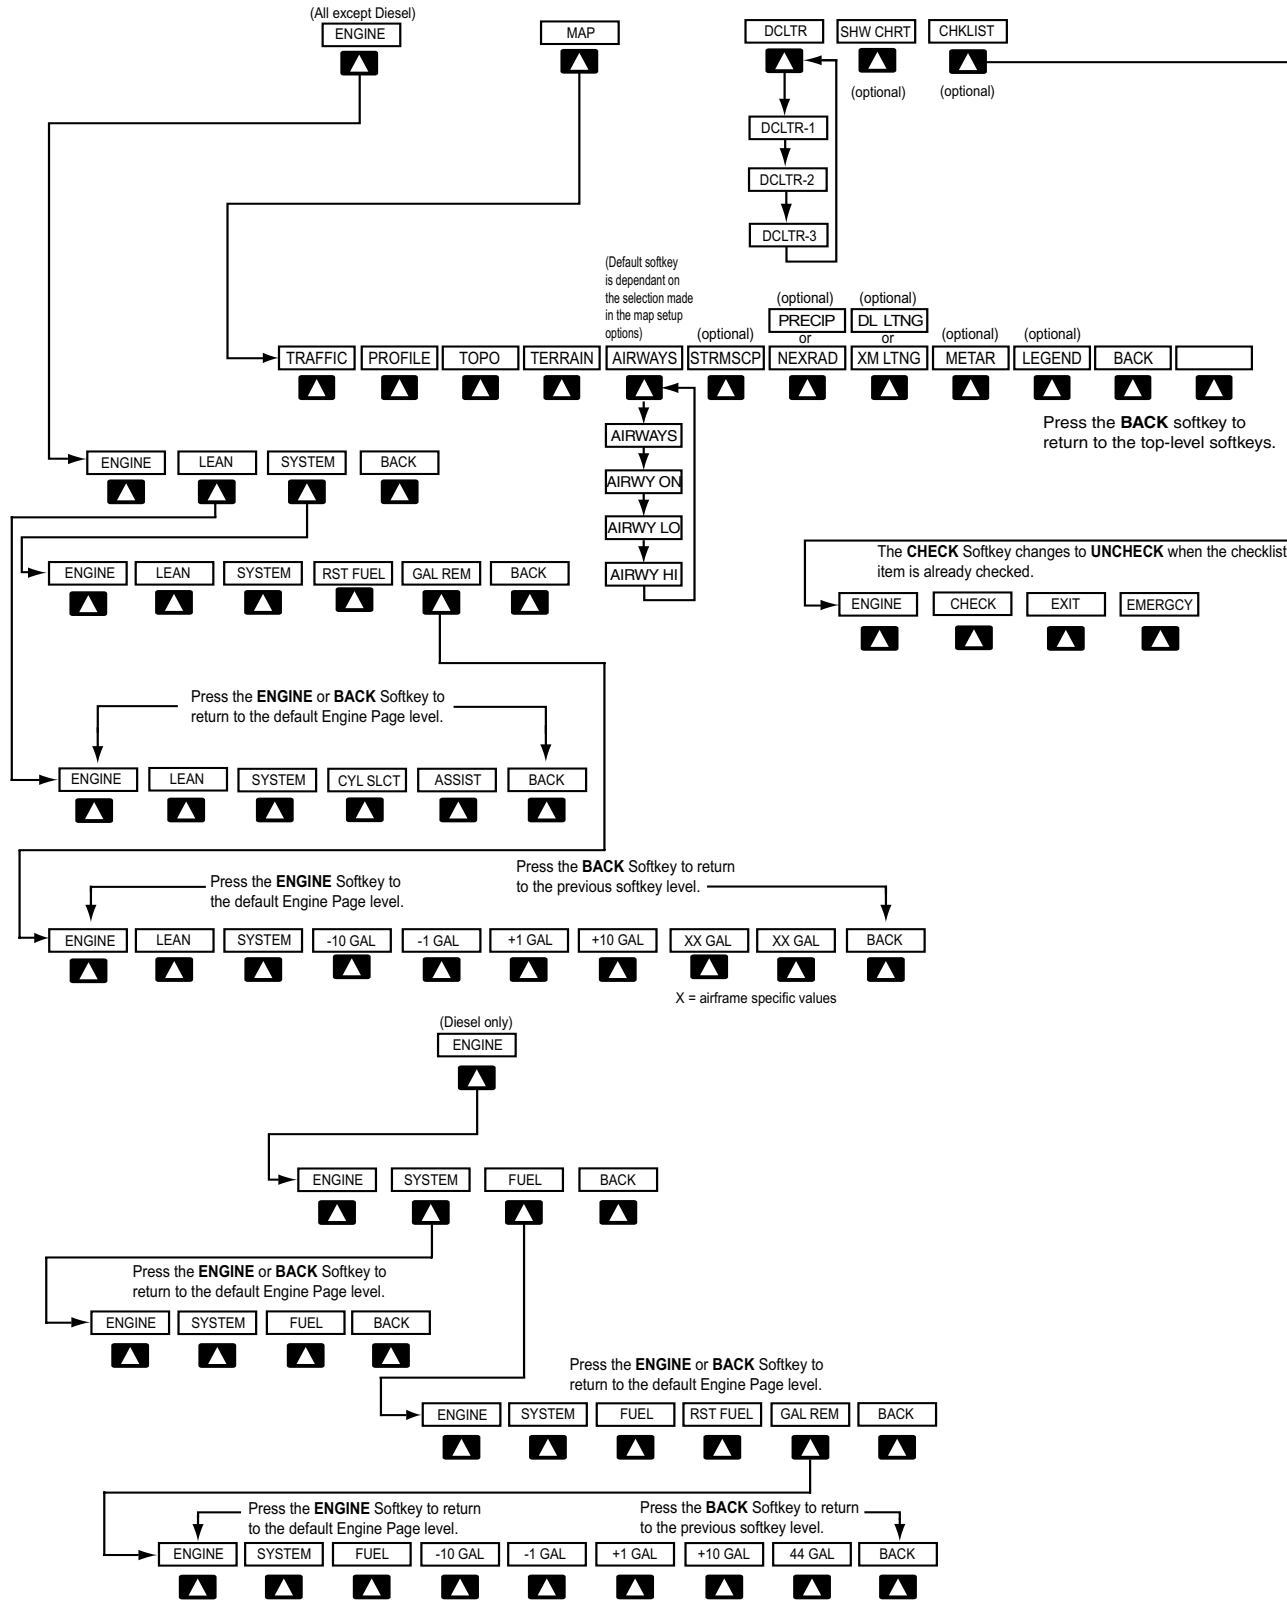 (All except Diesel)
ENGINE
MAP
DCLTR
SHW CHRT
CHKLIST
(optional)
(optional)
DCLTR-1
DCLTR-2
DCLTR-3
(Default softkey
is dependant on
the selection made
in the map setup
options)
(optional)
(optional)
PRECIP
or
(optional)
DL LTNG
or
(optional)
(optional)
TRAFFIC
PROFILE
TOPO
TERRAIN
AIRWAYS
STRMSCP
NEXRAD
XM LTNG
METAR
LEGEND
BACK
Press the BACK softkey to
return to the top-level softkeys.
AIRWAYS
AIRWY ON
AIRWY LO
AIRWY HI
ENGINE
LEAN
SYSTEM
BACK
The CHECK Softkey changes to UNCHECK when the checklist
item is already checked.
ENGINE
CHECK
EXIT
EMERGCY
ENGINE
LEAN
SYSTEM
RST FUEL
GAL REM
BACK
Press the ENGINE or BACK Softkey to
return to the default Engine Page level.
ENGINE
LEAN
SYSTEM
CYL SLCT
ASSIST
BACK
Press the ENGINE Softkey to
the default Engine Page level.
Press the BACK Softkey to return
to the previous softkey level.
ENGINE
LEAN
SYSTEM
-10 GAL
-1 GAL
+1 GAL
+10 GAL
XX GAL
XX GAL
BACK
X = airframe specific values
(Diesel only)
ENGINE
ENGINE
SYSTEM
FUEL
BACK
Press the ENGINE or BACK Softkey to
return to the default Engine Page level.
ENGINE
SYSTEM
FUEL
BACK
Press the ENGINE or BACK Softkey to
return to the default Engine Page level.
ENGINE
SYSTEM
FUEL
RST FUEL
GAL REM
BACK
Press the ENGINE Softkey to return
to the default Engine Page level.
Press the BACK Softkey to return
to the previous softkey level.
ENGINE
SYSTEM
FUEL
-10 GAL
-1 GAL
+1 GAL
+10 GAL
44 GAL
BACK